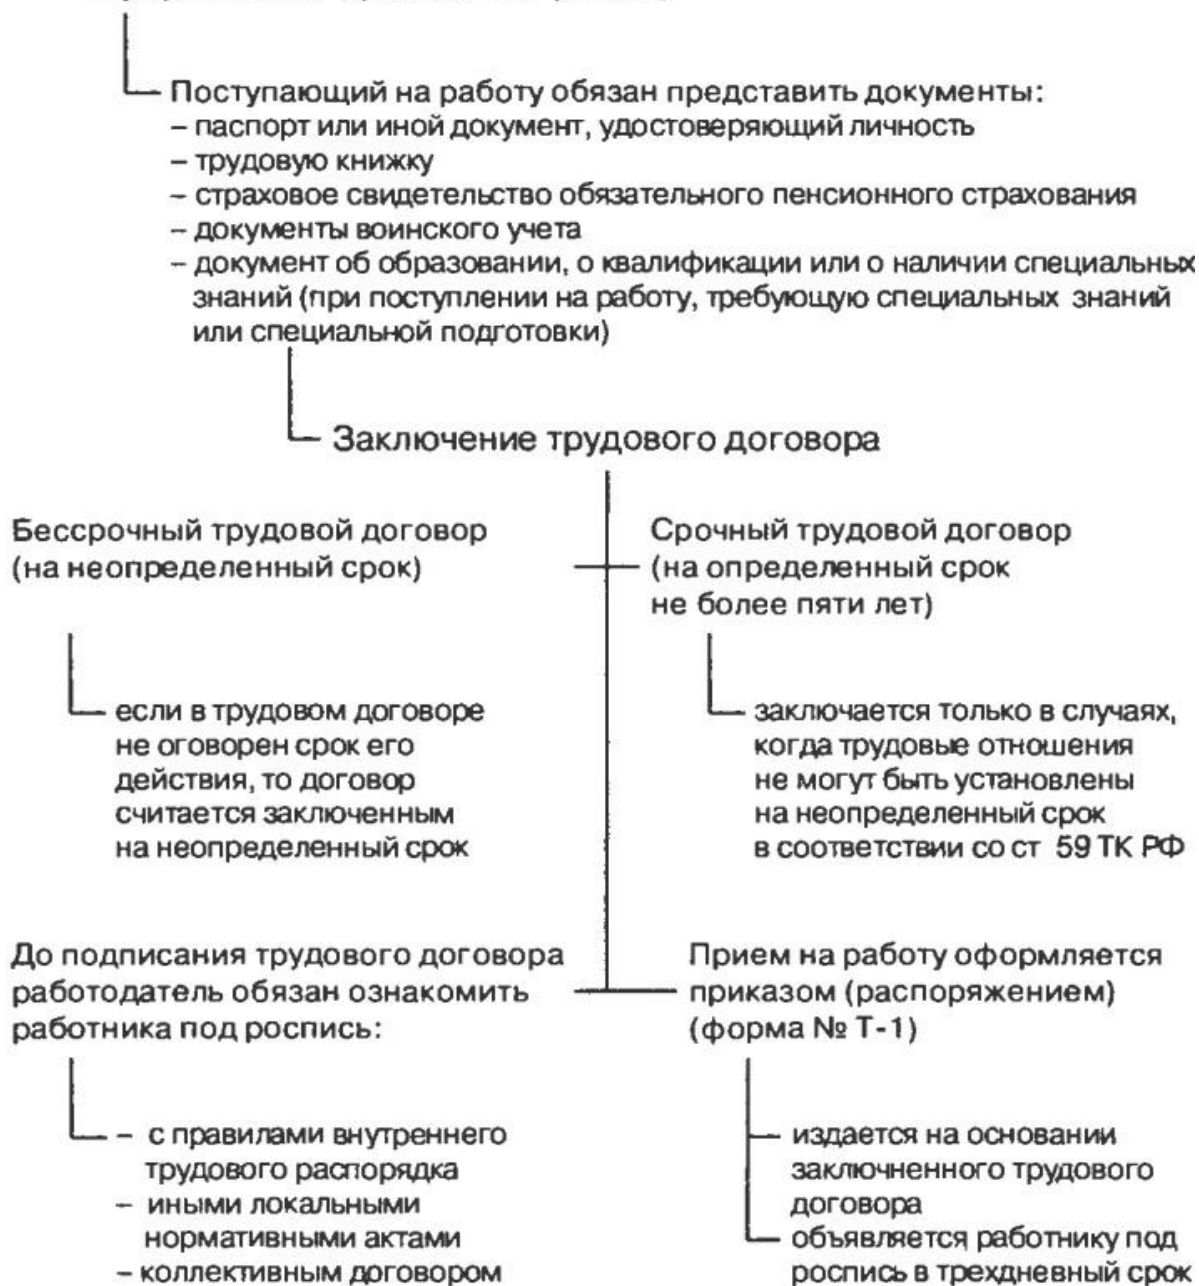 Поступающий на работу обязан представить документы:
– паспорт или иной документ, удостоверяющий личность
– трудовую книжку
– страховое свидетельство обязательного пенсионного страхования
– документы воинского учета
– документ об образовании, о квалификации или о наличии специальных
знаний (при поступлении на работу, требующую специальных знаний
или специальной подготовки)
Заключение трудового договора
Бессрочный трудовой договор
(на неопределенный срок)
Срочный трудовой договор
(на определенный срок
не более пяти лет)
если в трудовом договоре
не оговорен срок его
действия, то договор
считается заключенным
на неопределенный срок
заключается только в случаях,
когда трудовые отношения
не могут быть установлены
на неопределенный срок
в соответствии со ст 59 ТК РФ
До подписания трудового договора
работодатель обязан ознакомить
работника под роспись:
Прием на работу оформляется
приказом (распоряжением)
(форма № Т-1)
– с правилами внутреннего
трудового распорядка
– иными локальными
нормативными актами
– коллективным договором
издается на основании
заключненного трудового
договора
объявляется работнику под
роспись в трехдневный срок